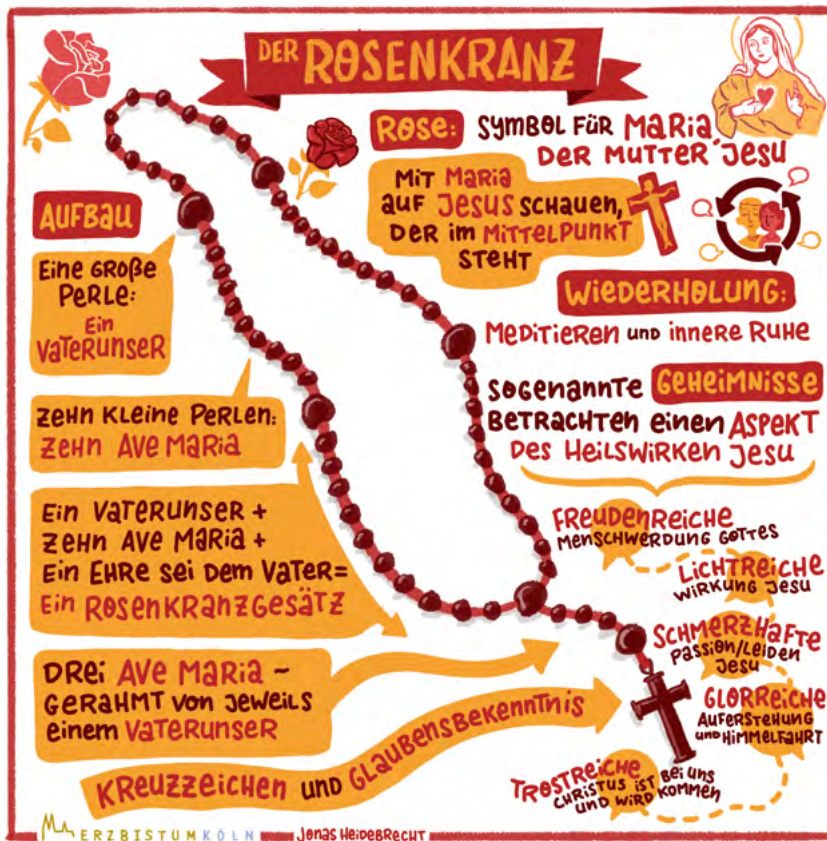 DER ROSENKRANZ
ROSE: SYMBOL FÜR MARIA,
DER MUTTER JESU
MIT MARIA
AUF JESUS SCHAUEN,
DER IM MITTELPUNKT
STEHT
WIEDERHOLUNG:
MEDITIEREN UND INNERE RUHE
SOGENANNTE GEHEIMNISSE
BETRACHTEN EINEN ASPEKT
DES HEILSWIRKEN JESU
FREUDENREICHE
MENSCHWERDUNG GOTTES
LICHTREICHE
WIRKUNG JESU
SCHMERZHAFTE
PASSION/LEIDEN
JESU
GLORREICHE
AUFERSTEHUNG
UND HIMMELFAHRT
TROSTREICHE
CHRISTUS IST BEI UNS
UND WIRD KOMMEN
AUFBAU
EINE GROßE
PERLE:
EIN
VATERUNSER
ZEHN KLEINE PERLEN:
ZEHN AVE MARIA
EIN VATERUNSER +
ZEHN AVE MARIA +
EIN EHRE SEI DEM VATER =
EIN ROSENKRANZGESÄTZ
DREI AVE MARIA –
GERAHMT VON JEWEILS
EINEM VATERUNSER
KREUZZEICHEN UND GLAUBENSBEKENNTNIS
ERZBISTUMKÖLN
JONAS HEIDEBRECHT